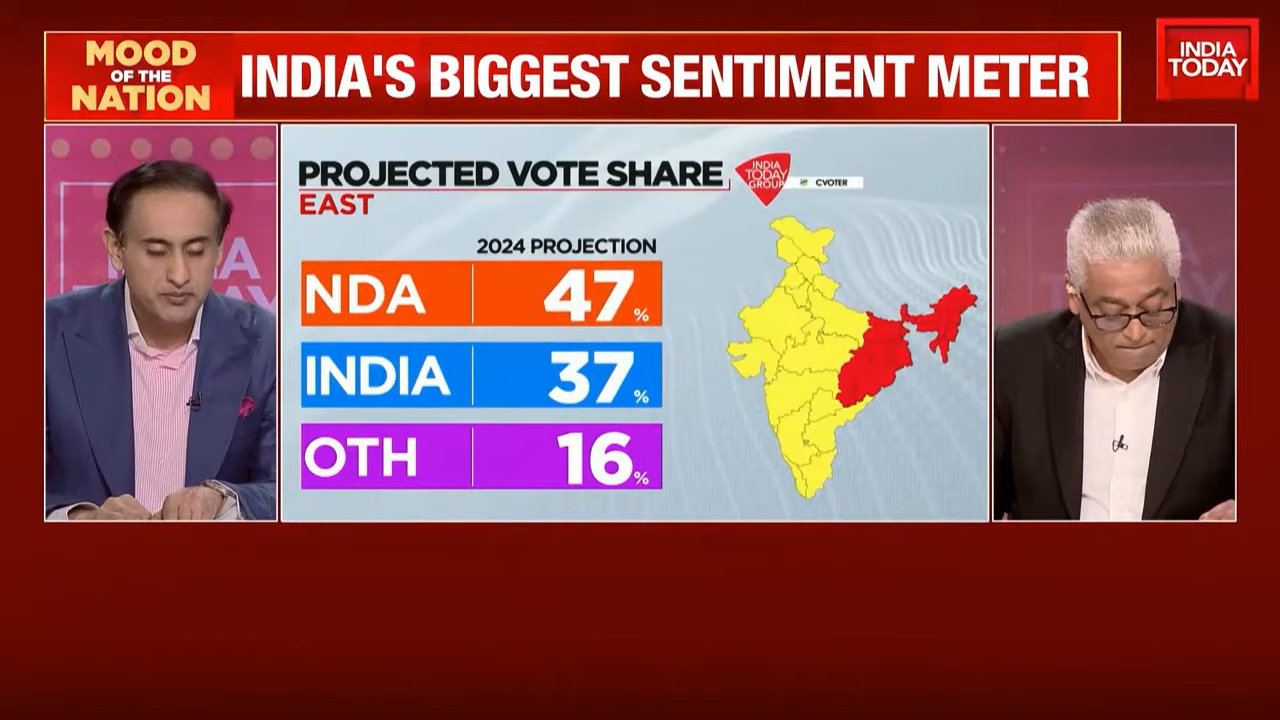 MOOD
OF THE
NATION
INDIA'S BIGGEST SENTIMENT METER
INDIA
TODAY
PROJECTED VOTE SHARE
INDIA
TODAY
GROUP
CVOTER
EAST
2024 PROJECTION
NDA 47%
INDIA 37%
OTH 16%